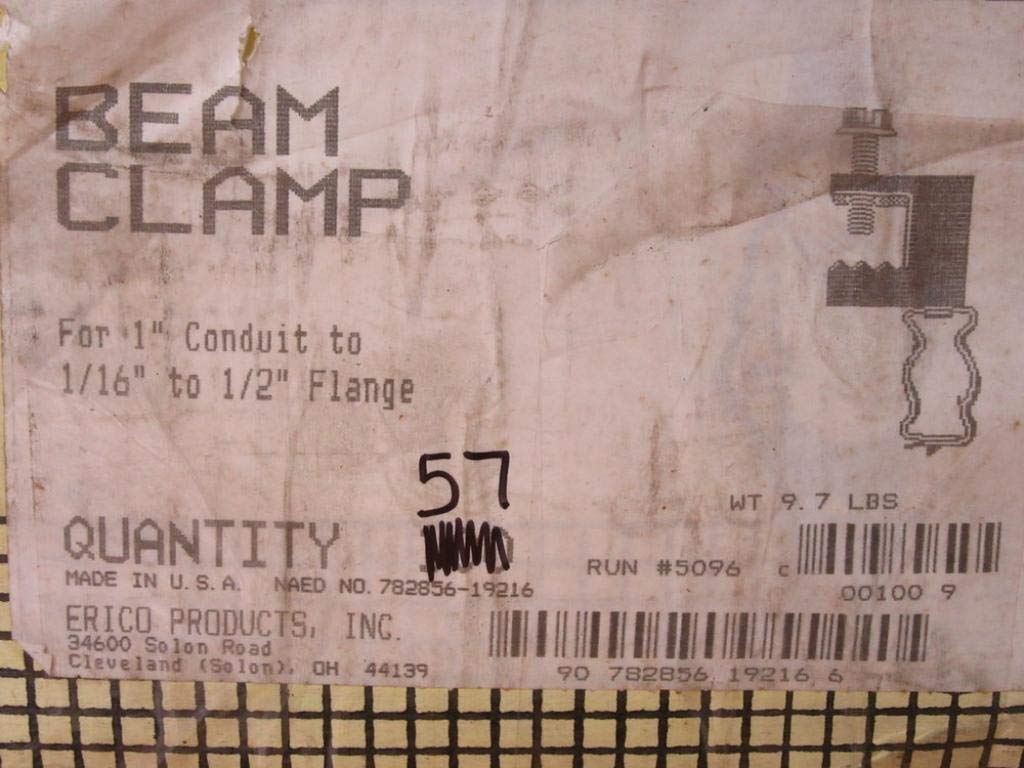 BEAM
CLAMP
For 1" Conduit to
1/16" to 1/2" Flange
57
WT 9.7 LBS
QUANTITY
RUN #5096 c
00100 9
MADE IN U.S.A. NAED NO. 782856-19216
ERICO PRODUCTS, INC.
34600 Solon Road
Cleveland (Solon), OH 44139
90 782856 19216 6